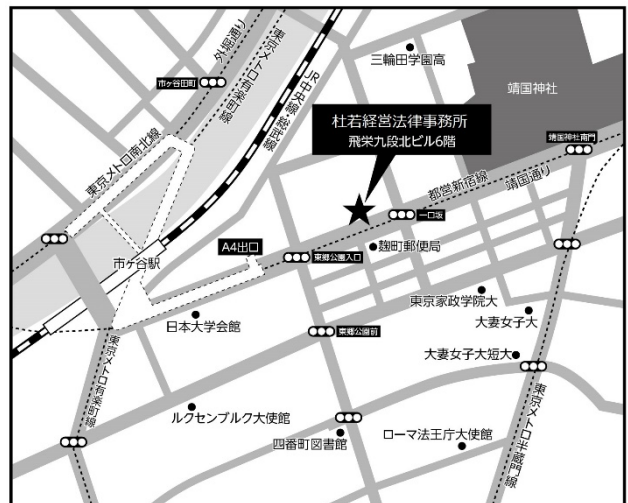 外堀通り
東京メトロ有楽町線
JR中央線 総武線
三輪田学園高
市ヶ谷田町
靖国神社
杜若経営法律事務所
飛栄九段北ビル6階
靖国神社南門
東京メトロ南北線
都営新宿線
靖国通り
一口坂
A4出口
麹町郵便局
市ヶ谷駅
東郷公園入口
東京家政学院大
日本大学会館
大妻女子大
東郷公園前
大妻女子大短大
東京メトロ有楽町線
東京メトロ半蔵門線
ルクセンブルク大使館
四番町図書館
ローマ法王庁大使館